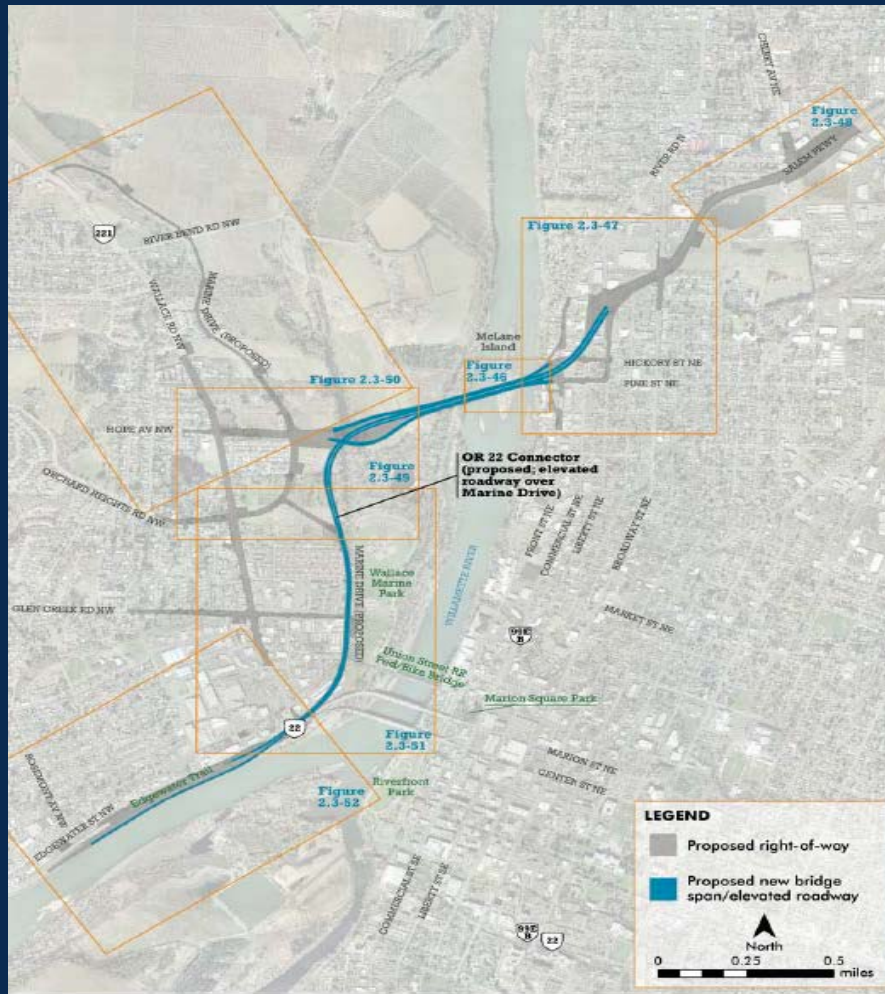 CHERRY AV NE
Figure
2.3-48
SALEM PKWY
RIVER RD N
Figure 2.3-47
221
RIVER BEND RD NW
MARINE DRIVE (PROPOSED)
WALLACE RD NW
McLane
Island
Figure
2.3-46
HICKORY ST NE
PINE ST NE
Figure 2.3-50
HOPE AV NW
OR 22 Connector
(proposed; elevated
roadway over
Marine Drive)
Figure
2.3-49
ORCHARD HEIGHTS RD NW
FRONT ST NE
COMMERCIAL ST NE
LIBERTY ST NE
BROADWAY ST NE
WILLAMETTE RIVER
MARINE DRIVE (PROPOSED)
Wallace
Marine
Park
GLEN CREEK RD NW
MARKET ST NE
99E
B
Union Street RR
Ped/Bike Bridge
Marion Square Park
22
Figure
2.3-51
MARION ST NE
CENTER ST NE
ROSEMONT AV NW
Edgewater Trail
EDGEWATER ST NW
Figure
2.3-52
Riverfront
Park
COMMERCIAL ST SE
LIBERTY ST SE
99E
B
22
LEGEND
Proposed right-of-way
Proposed new bridge
span/elevated roadway
North
0 0.25 0.5
miles